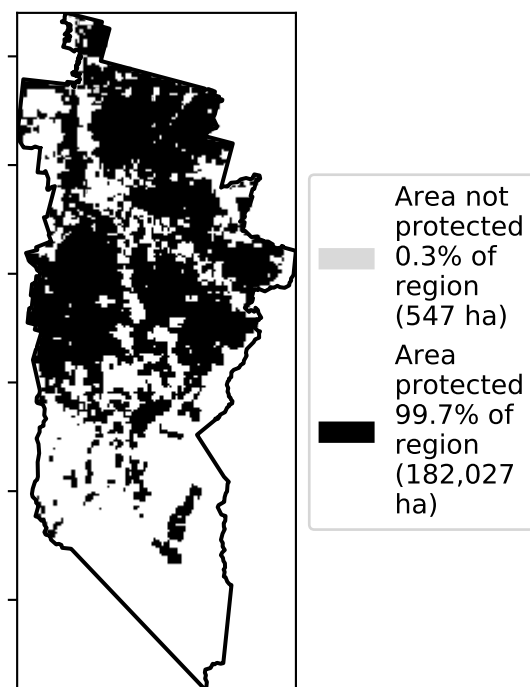 Area not
protected
0.3% of
region
(547 ha)
Area
protected
99.7% of
region
(182,027
ha)